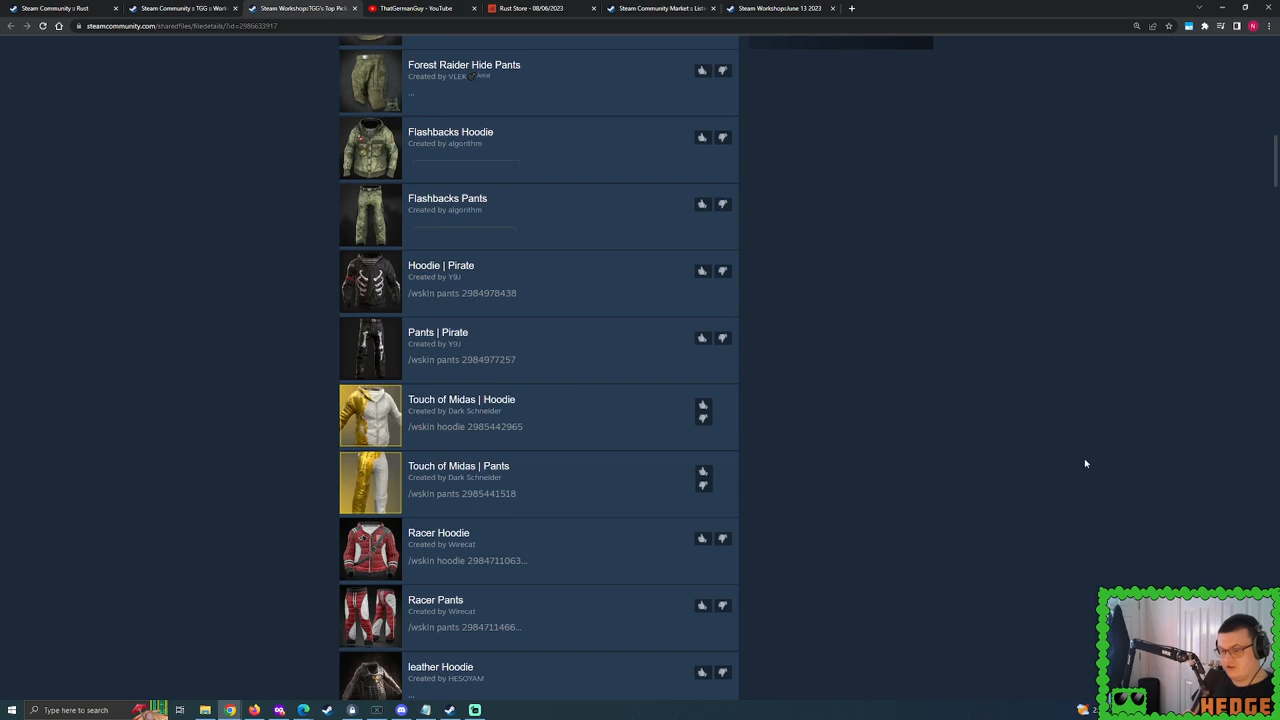 Steam Community :: Rust
Steam Community :: TGG :: Work
Steam Workshop::TGG's Top Pick
ThatGermanGuy - YouTube
Rust Store - 08/06/2023
Steam Community Market :: List
Steam Workshop::June 13 2023
steamcommunity.com/sharedfiles/filedetails/?id=2986633917
N
Forest Raider Hide Pants
Created by VLEK Artist
...
Flashbacks Hoodie
Created by algorithm
Flashbacks Pants
Created by algorithm
Hoodie | Pirate
Created by Y9J
/wskin pants 2984978438
Pants | Pirate
Created by Y9J
/wskin pants 2984977257
Touch of Midas | Hoodie
Created by Dark Schneider
/wskin hoodie 2985442965
Touch of Midas | Pants
Created by Dark Schneider
/wskin pants 2985441518
Racer Hoodie
Created by Wirecat
/wskin hoodie 2984711063...
Racer Pants
Created by Wirecat
/wskin pants 2984711466...
leather Hoodie
Created by HESOYAM
...
Type here to search
HEDGE